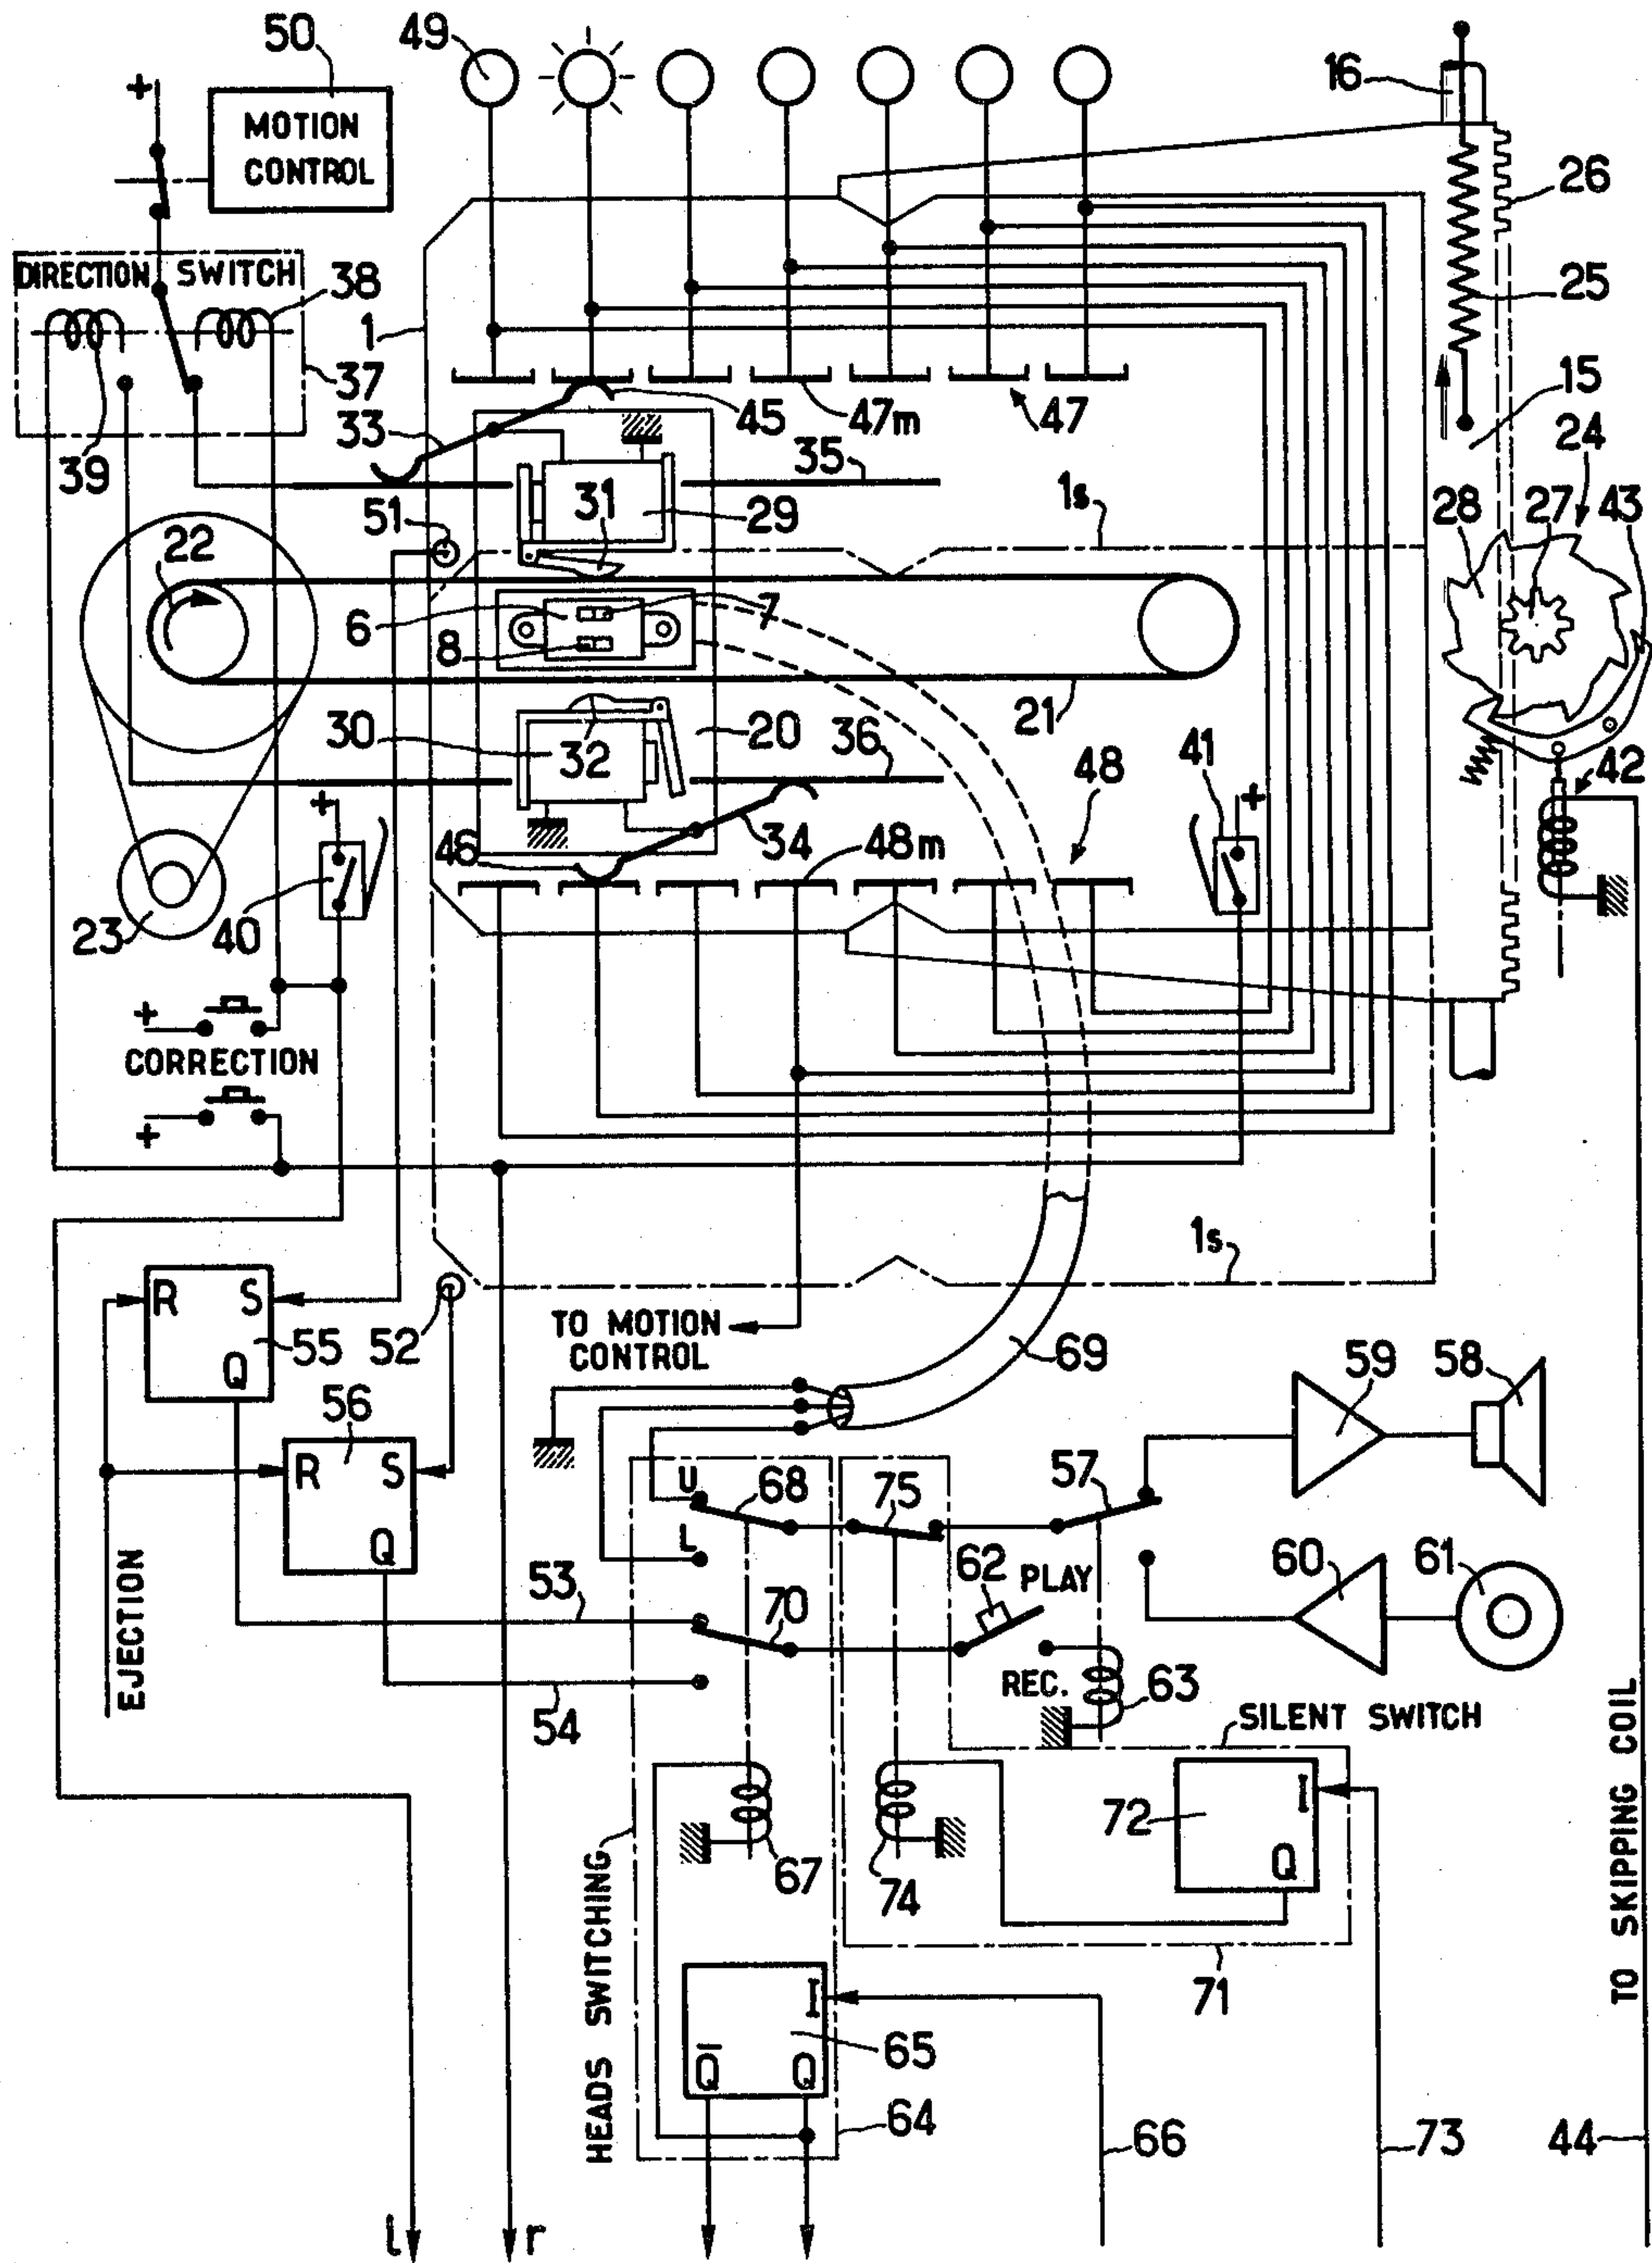 50
49
+
MOTION
CONTROL
16
26
DIRECTION SWITCH
38
1
25
37
33
45
47m
47
15
24
39
35
51
31
29
1s
28
27
43
22
6
7
8
21
30
32
20
36
41
+
48
42
+
46
34
48m
23
40
+
CORRECTION
+
1s
R S
55
Q
52
TO MOTION
CONTROL
69
59
58
56
R S
Q
U
68
75
57
L
EJECTION
53
70
62
PLAY
60
61
54
REC.
63
SILENT SWITCH
TO SKIPPING COIL
HEADS SWITCHING
67
74
72
I
Q
71
I
65
Q̅ Q
64
66
73
44
l
r